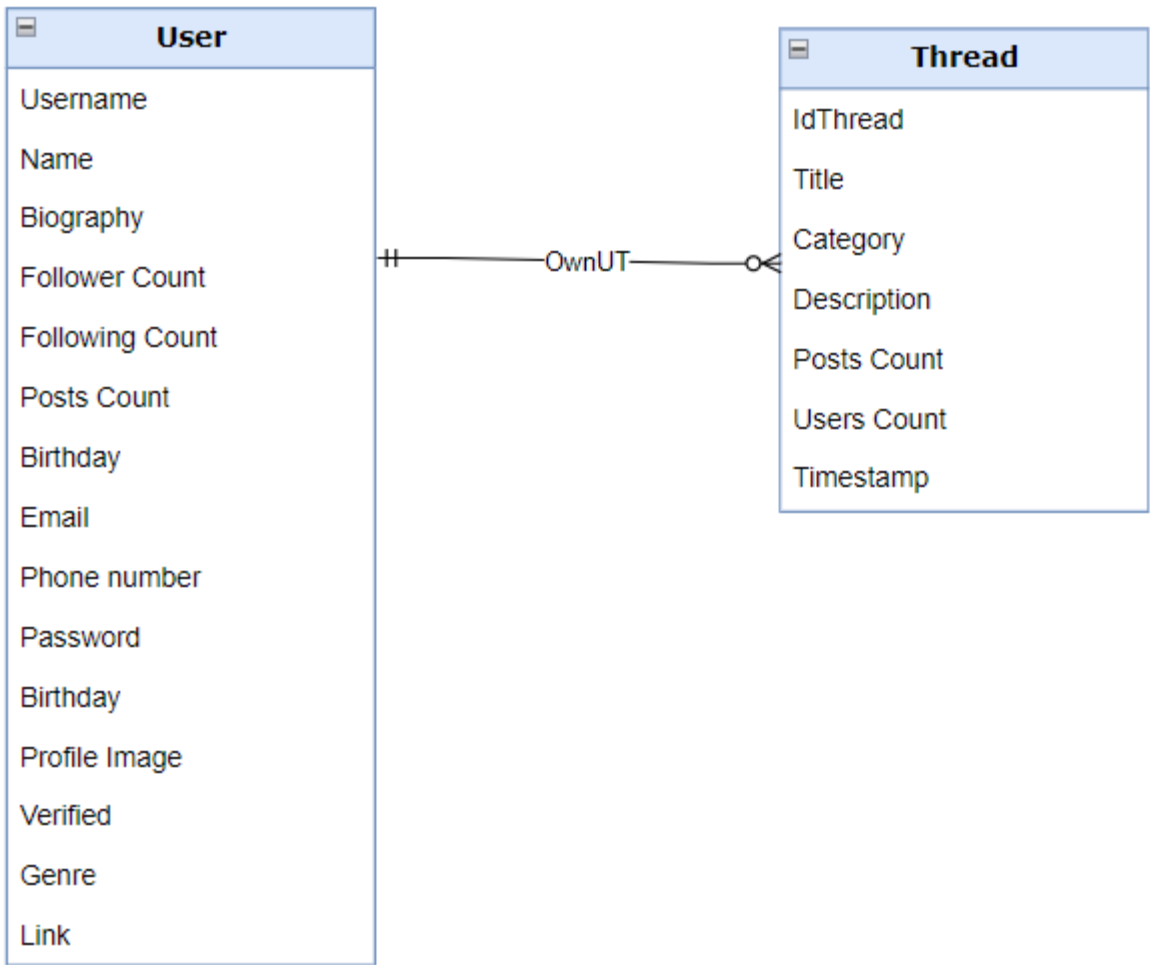 User
Username
Name
Biography
Follower Count
Following Count
Posts Count
Birthday
Email
Phone number
Password
Birthday
Profile Image
Verified
Genre
Link
OwnUT
Thread
IdThread
Title
Category
Description
Posts Count
Users Count
Timestamp